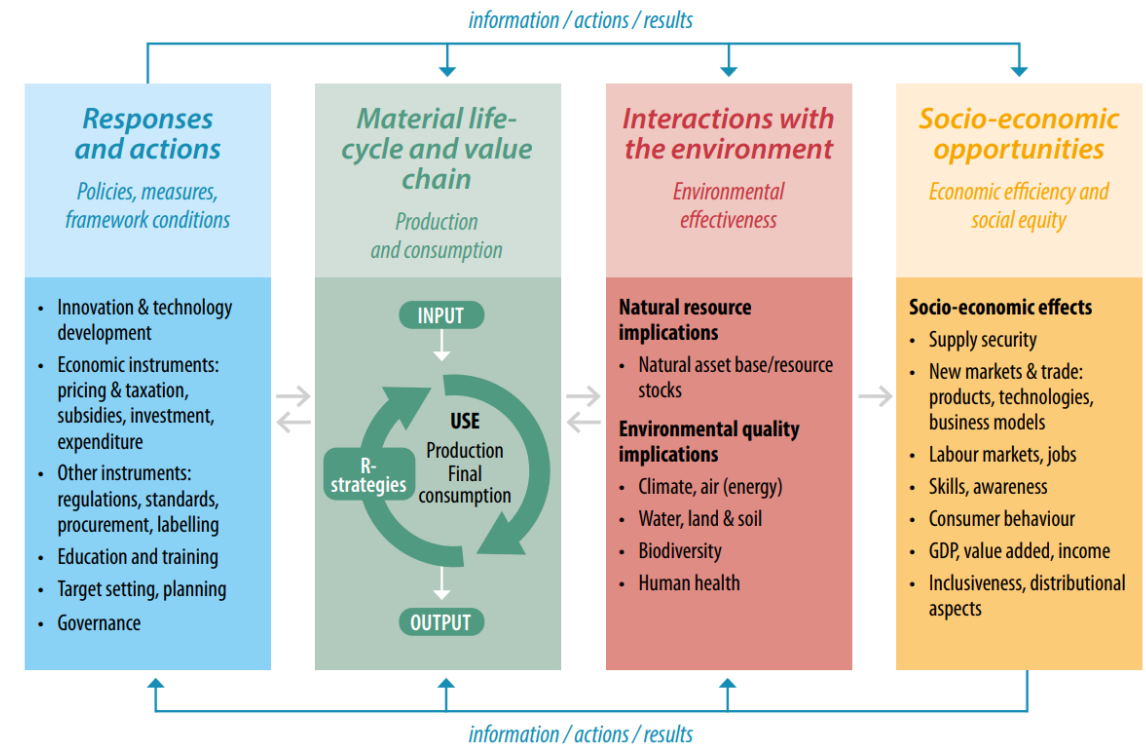 information / actions / results
Responses
and actions
Policies, measures,
framework conditions
• Innovation & technology
development
• Economic instruments:
pricing & taxation,
subsidies, investment,
expenditure
• Other instruments:
regulations, standards,
procurement, labelling
• Education and training
• Target setting, planning
• Governance
Material life-
cycle and value
chain
Production
and consumption
INPUT
USE
Production
Final
consumption
R-
strategies
OUTPUT
Interactions with
the environment
Environmental
effectiveness
Natural resource
implications
• Natural asset base/resource
stocks
Environmental quality
implications
• Climate, air (energy)
• Water, land & soil
• Biodiversity
• Human health
Socio-economic
opportunities
Economic efficiency and
social equity
Socio-economic effects
• Supply security
• New markets & trade:
products, technologies,
business models
• Labour markets, jobs
• Skills, awareness
• Consumer behaviour
• GDP, value added, income
• Inclusiveness, distributional
aspects
information / actions / results